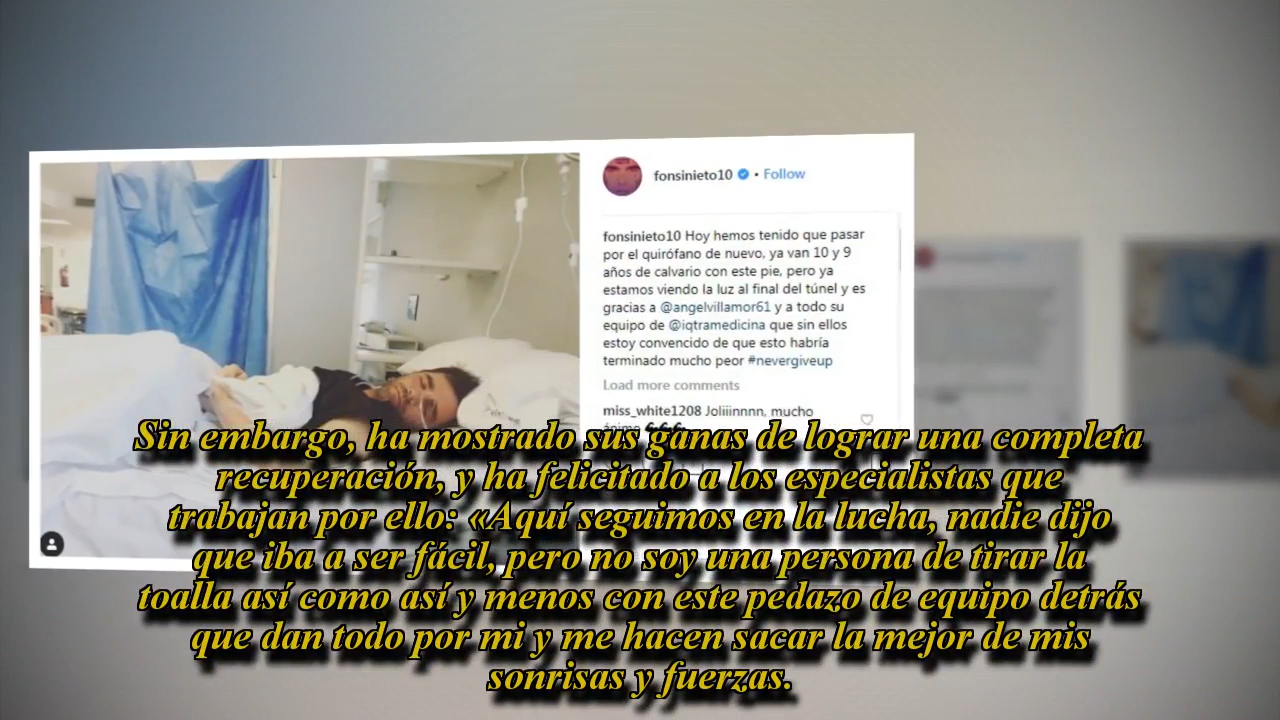 fonsinieto10 • Follow
fonsinieto10 Hoy hemos tenido que pasar
por el quirófano de nuevo, ya van 10 y 9
años de calvario con este pie, pero ya
estamos viendo la luz al final del túnel y es
gracias a @angelvillamor61 y a todo su
equipo de @iqtramedicina que sin ellos
estoy convencido de que esto habría
terminado mucho peor #nevergiveup
Load more comments
miss_white1208 Joliiinnnn, mucho
ánimo
Sin embargo, ha mostrado sus ganas de lograr una completa
recuperación, y ha felicitado a los especialistas que
trabajan por ello: «Aquí seguimos en la lucha, nadie dijo
que iba a ser fácil, pero no soy una persona de tirar la
toalla así como así y menos con este pedazo de equipo detrás
que dan todo por mi y me hacen sacar la mejor de mis
sonrisas y fuerzas.